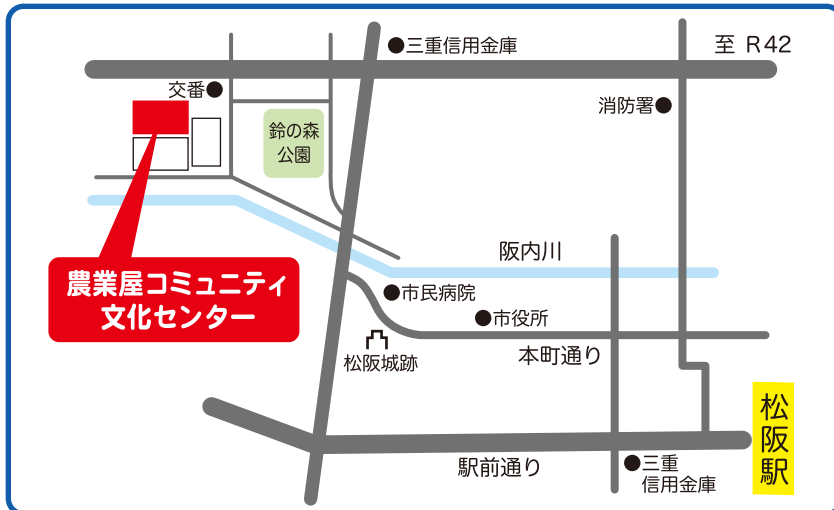 三重信用金庫
至 R42
交番
消防署
鈴の森
公園
阪内川
農業屋コミュニティ
文化センター
市民病院
市役所
本町通り
松阪城跡
松阪駅
駅前通り
三重
信用金庫